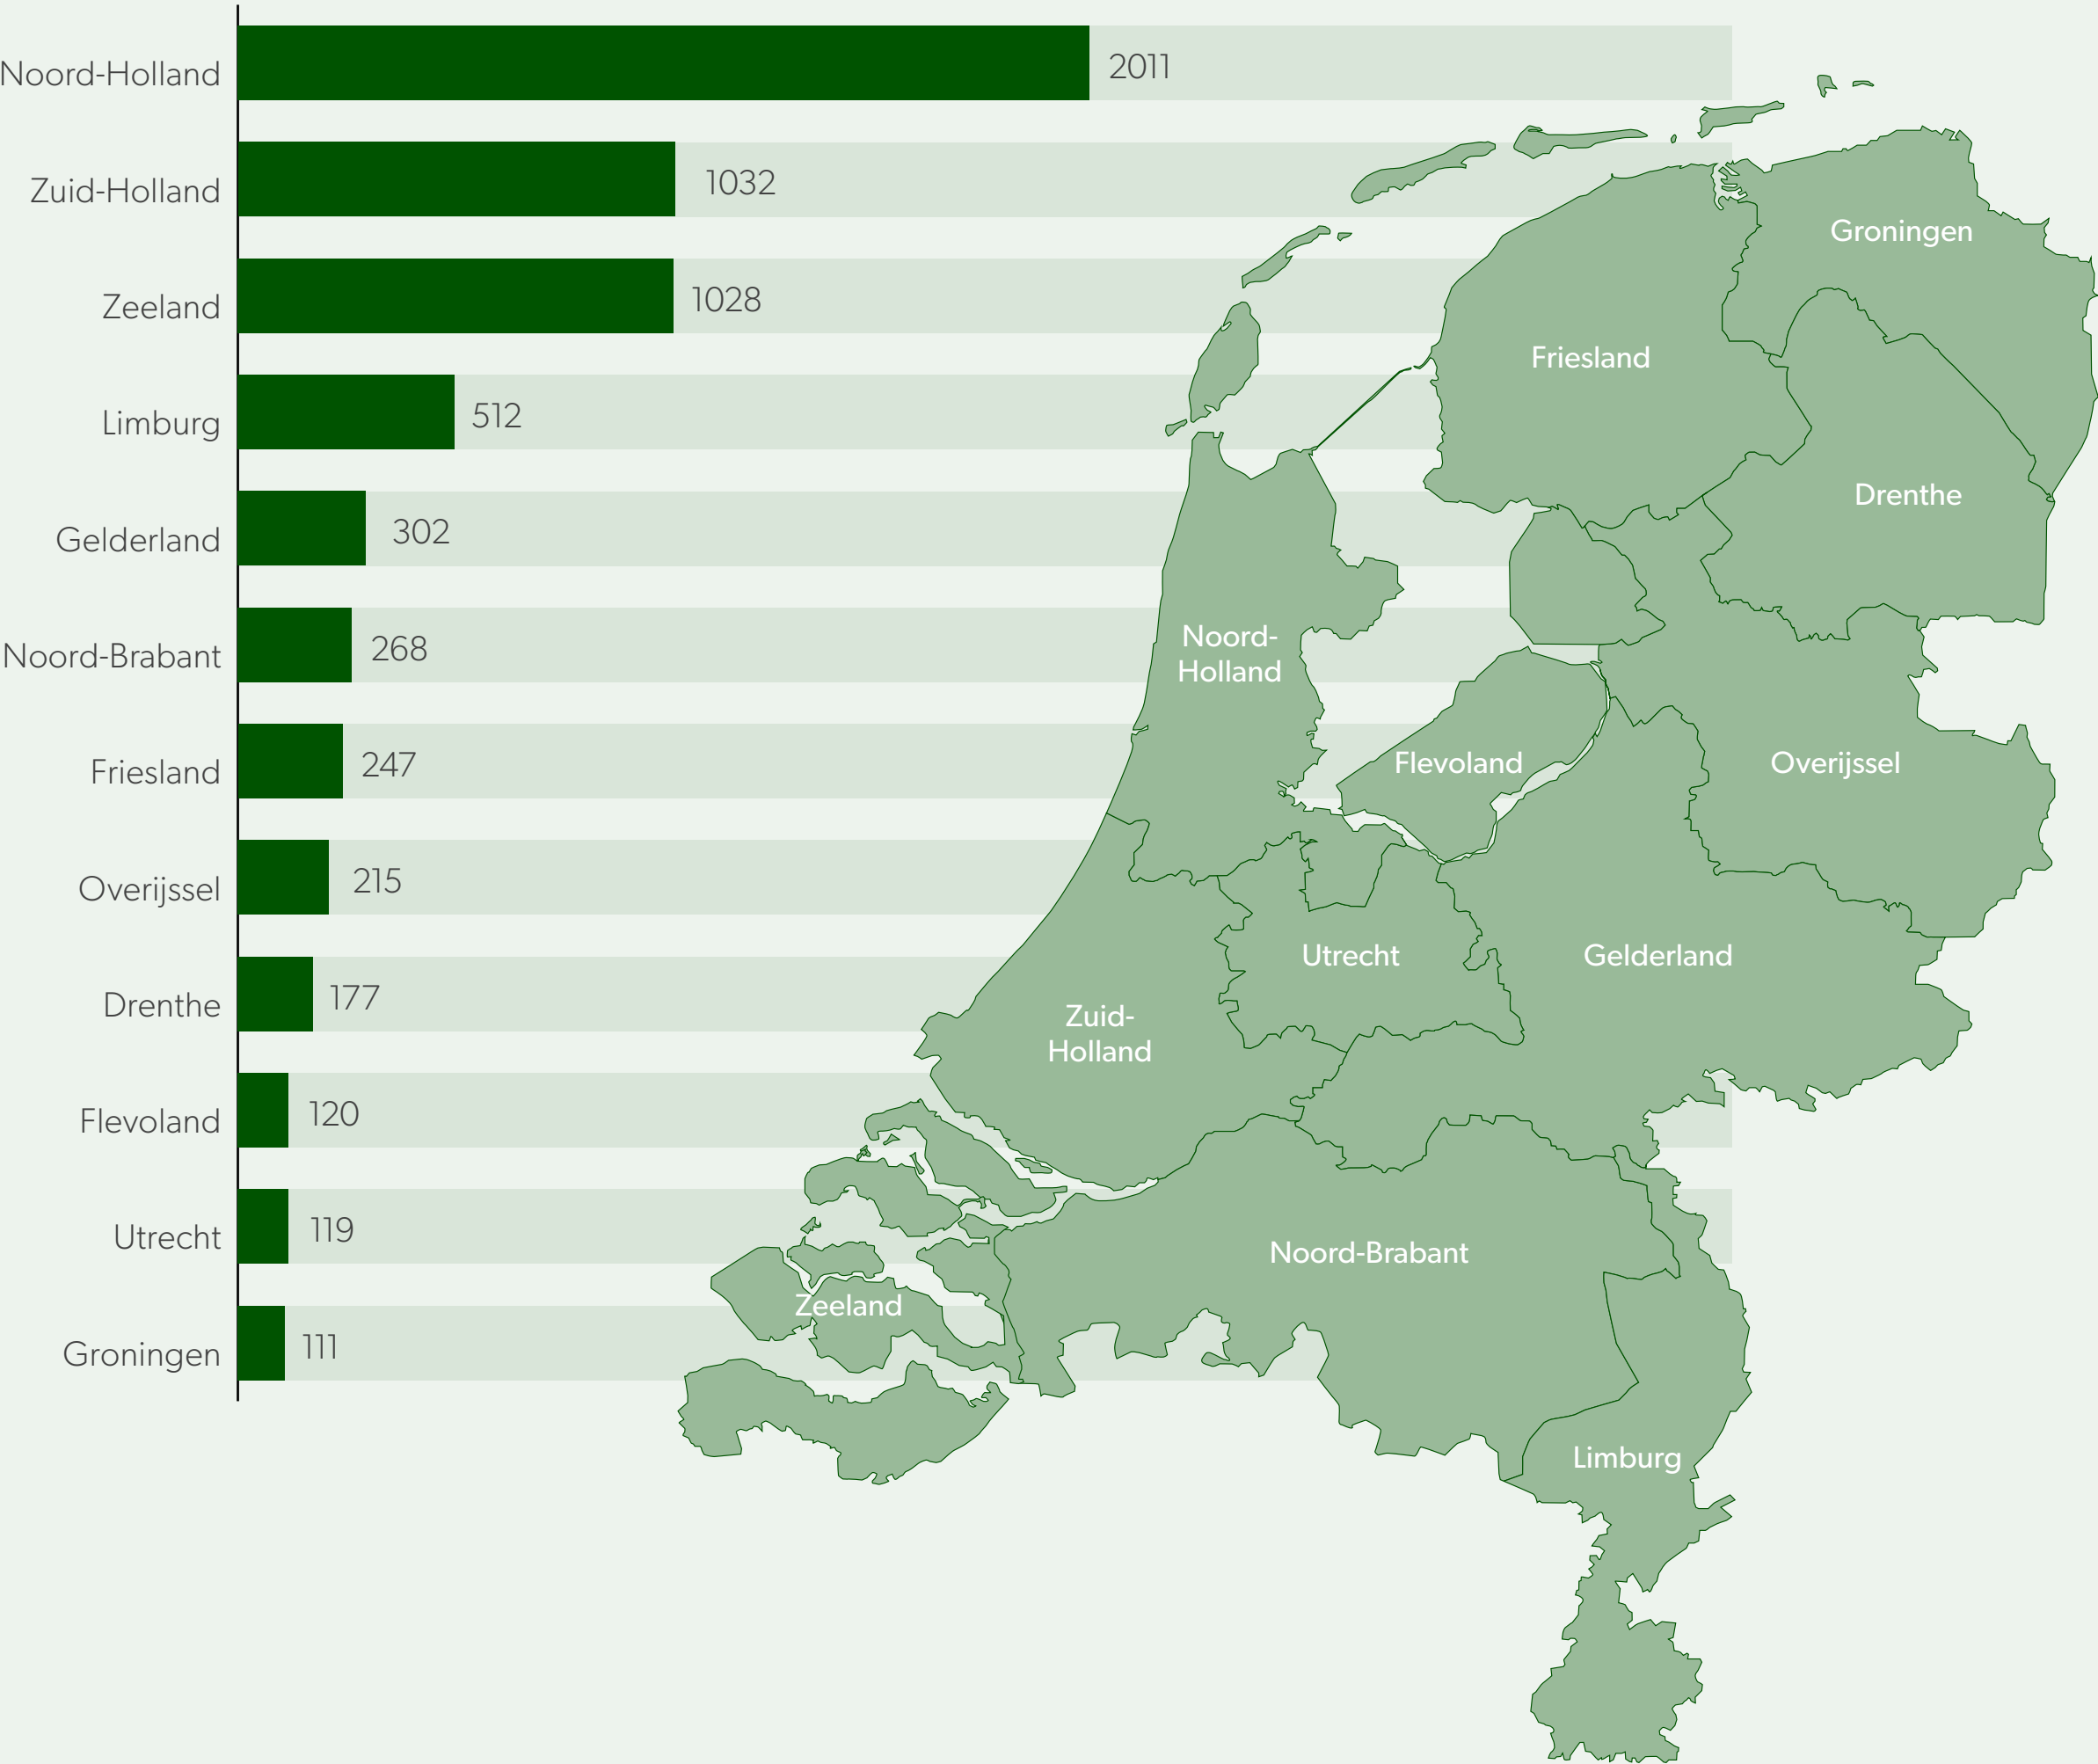 Noord-Holland 2011
Zuid-Holland 1032
Zeeland 1028
Limburg 512
Gelderland 302
Noord-Brabant 268
Friesland 247
Overijssel 215
Drenthe 177
Flevoland 120
Utrecht 119
Groningen 111
Groningen
Friesland
Drenthe
Noord-
Holland
Flevoland
Overijssel
Utrecht
Gelderland
Zuid-
Holland
Noord-Brabant
Zeeland
Limburg